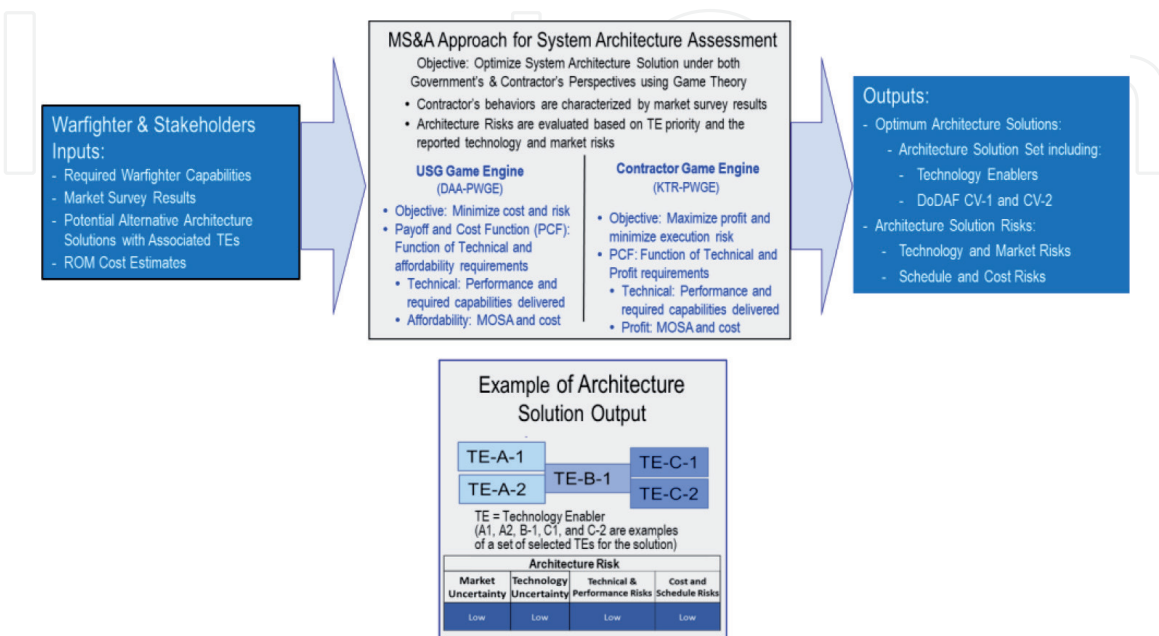 MS&A Approach for System Architecture Assessment
Objective: Optimize System Architecture Solution under both
Government's & Contractor's Perspectives using Game Theory
• Contractor's behaviors are characterized by market survey results
• Architecture Risks are evaluated based on TE priority and the
reported technology and market risks
Warfighter & Stakeholders
Inputs:
- Required Warfighter Capabilities
- Market Survey Results
- Potential Alternative Architecture
Solutions with Associated TEs
- ROM Cost Estimates
USG Game Engine
(DAA-PWGE)
• Objective: Minimize cost and risk
• Payoff and Cost Function (PCF):
Function of Technical and
affordability requirements
• Technical: Performance and
required capabilities delivered
• Affordability: MOSA and cost
Contractor Game Engine
(KTR-PWGE)
• Objective: Maximize profit and
minimize execution risk
• PCF: Function of Technical and
Profit requirements
• Technical: Performance and
required capabilities delivered
• Profit: MOSA and cost
Outputs:
- Optimum Architecture Solutions:
- Architecture Solution Set including:
- Technology Enablers
- DoDAF CV-1 and CV-2
- Architecture Solution Risks:
- Technology and Market Risks
- Schedule and Cost Risks
Example of Architecture
Solution Output
TE-A-1
TE-A-2
TE-B-1
TE-C-1
TE-C-2
TE = Technology Enabler
(A1, A2, B-1, C1, and C-2 are examples
of a set of selected TEs for the solution)
Architecture Risk
Market Uncertainty
Technology Uncertainty
Technical & Performance Risks
Cost and Schedule Risks
Low Low Low Low